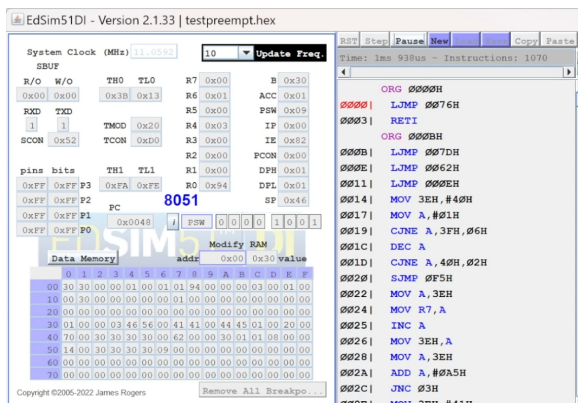 EdSim51DI - Version 2.1.33 | testpreempt.hex
System Clock (MHz) 11.0592 10 Update Freq.
SBUF
R/O W/O TH0 TL0 R7 0x00 B 0x30
0x00 0x00 0x3B 0x13 R6 0x01 ACC 0x01
RXD TXD R5 0x00 PSW 0x09
1 1 TMOD 0x20 R4 0x03 IP 0x00
SCON 0x52 TCON 0xD0 R3 0x00 IE 0x82
R2 0x00 PCON 0x00
pins bits TH1 TL1 R1 0x01 DPH 0x01
0xFF 0xFF P3 0xFA 0xFE R0 0x94 DPL 0x01
0xFF 0xFF P2 8051 SP 0x46
0xFF 0xFF P1 PC
0xFF 0xFF P0 0x0048 i PSW 0 0 0 0 1 0 0 1
EDSIM51DI
Modify RAM
Data Memory addr 0x00 0x30 value
0 1 2 3 4 5 6 7 8 9 A B C D E F
00 30 30 00 00 01 00 01 01 94 00 00 00 03 00 01 00
10 00 30 00 00 00 00 00 01 00 00 00 00 00 00 00 00
20 00 00 00 00 00 00 00 00 00 00 00 00 00 00 00 00
30 01 00 00 03 46 56 00 41 41 00 44 45 01 00 20 00
40 70 00 30 30 30 30 00 62 00 00 30 01 01 08 00 00
50 14 00 30 30 30 30 09 00 00 00 00 00 00 00 00 00
60 00 00 00 00 00 00 00 00 00 00 00 00 00 00 00 00
70 00 00 00 00 00 00 00 00 00 00 00 00 00 00 00 00
Copyright ©2005-2022 James Rogers Remove All Breakpo...
RST Step Pause New Copy Paste
Time: 1ms 938us - Instructions: 1070
ORG 0000H
0000| LJMP 0076H
0003| RETI
ORG 000BH
000B| LJMP 007DH
000E| LJMP 0062H
0011| LJMP 000EH
0014| MOV 3EH,#40H
0017| MOV A,#01H
0019| CJNE A,3FH,06H
001C| DEC A
001D| CJNE A,40H,02H
0020| SJMP 0F5H
0022| MOV A,3EH
0024| MOV R7,A
0025| INC A
0026| MOV 3EH,A
0028| MOV A,3EH
002A| ADD A,#0A5H
002C| JNC 03H
002E| MOV 3EH,#41H